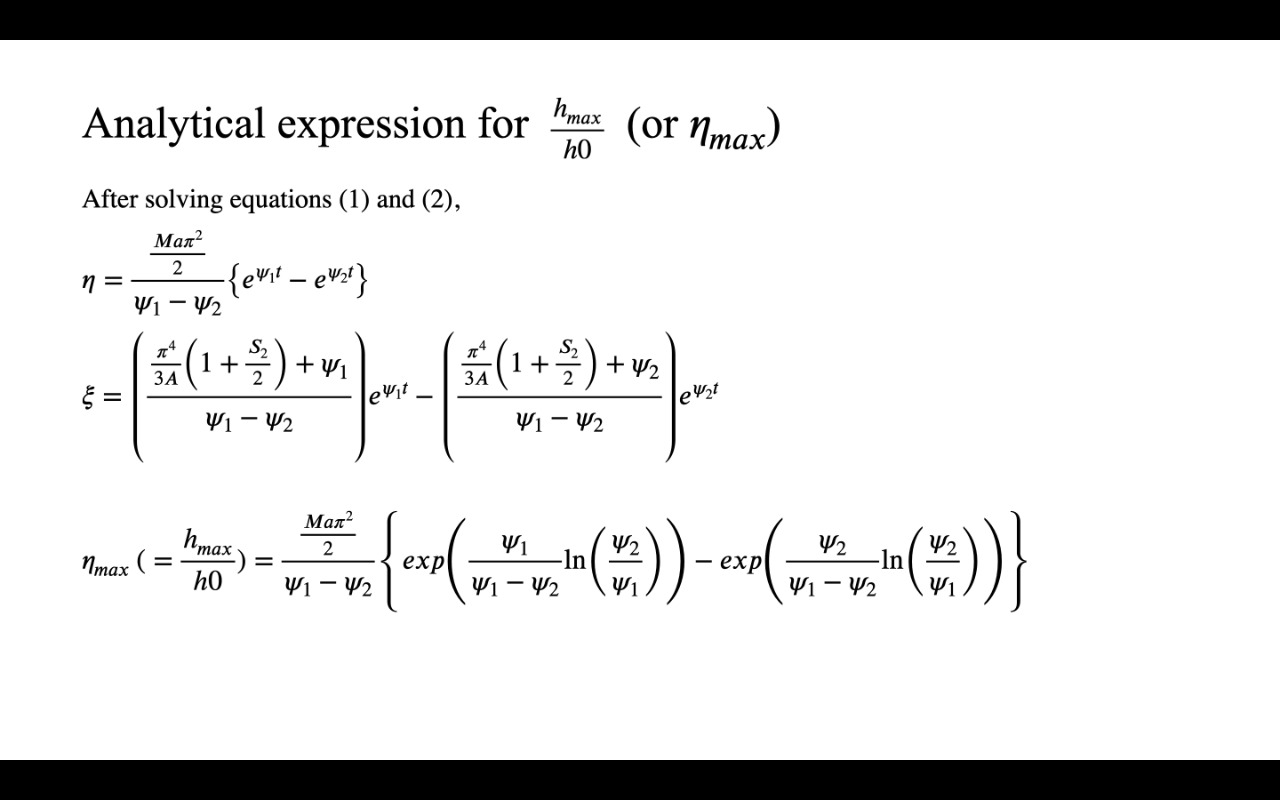 Analytical expression for $\frac{h_{max}}{h0}$ (or $\eta_{max}$)
After solving equations (1) and (2),
$\eta = \frac{\frac{Ma\pi^2}{2}}{\psi_1 - \psi_2}\{e^{\psi_1 t} - e^{\psi_2 t}\}$
$\xi = \left(\frac{\frac{\pi^4}{3A}\left(1 + \frac{S_2}{2}\right) + \psi_1}{\psi_1 - \psi_2}\right)e^{\psi_1 t} - \left(\frac{\frac{\pi^4}{3A}\left(1 + \frac{S_2}{2}\right) + \psi_2}{\psi_1 - \psi_2}\right)e^{\psi_2 t}$
$\eta_{max}\,( = \frac{h_{max}}{h0}) = \frac{\frac{Ma\pi^2}{2}}{\psi_1 - \psi_2}\left\{exp\left(\frac{\psi_1}{\psi_1 - \psi_2}\ln\left(\frac{\psi_2}{\psi_1}\right)\right) - exp\left(\frac{\psi_2}{\psi_1 - \psi_2}\ln\left(\frac{\psi_2}{\psi_1}\right)\right)\right\}$